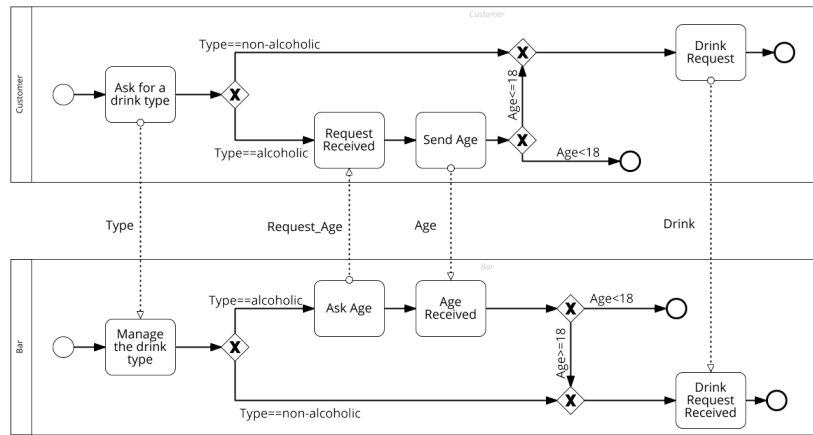 Customer
Customer
Type==non-alcoholic
Drink
Request
Ask for a
drink type
Age<=18
Type==alcoholic
Request
Received
Send Age
Age<18
Type
Request_Age
Age
Drink
Bar
Bar
Type==alcoholic
Ask Age
Age
Received
Age<18
Manage
the drink
type
Age>=18
Type==non-alcoholic
Drink
Request
Received